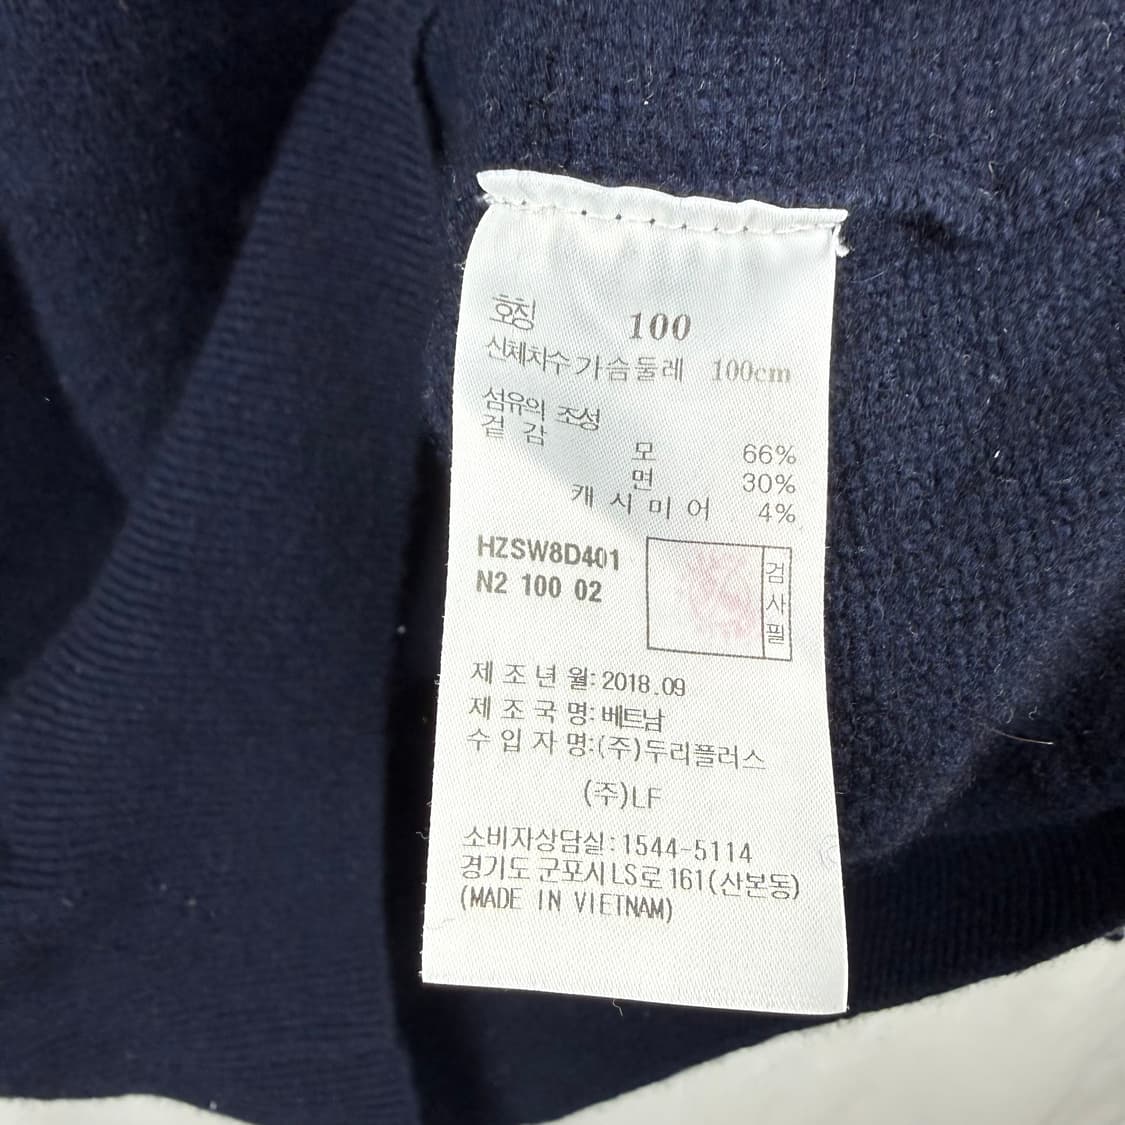 호칭 100
신체치수 가슴둘레 100cm
섬유의 조성
겉감
모 66%
면 30%
캐시미어 4%
HZSW8D401
N2 100 02
검사필
제조년월:2018.09
제조국명:베트남
수입자명:(주)두리플러스
(주)LF
소비자상담실:1544-5114
경기도 군포시 LS로 161(산본동)
(MADE IN VIETNAM)